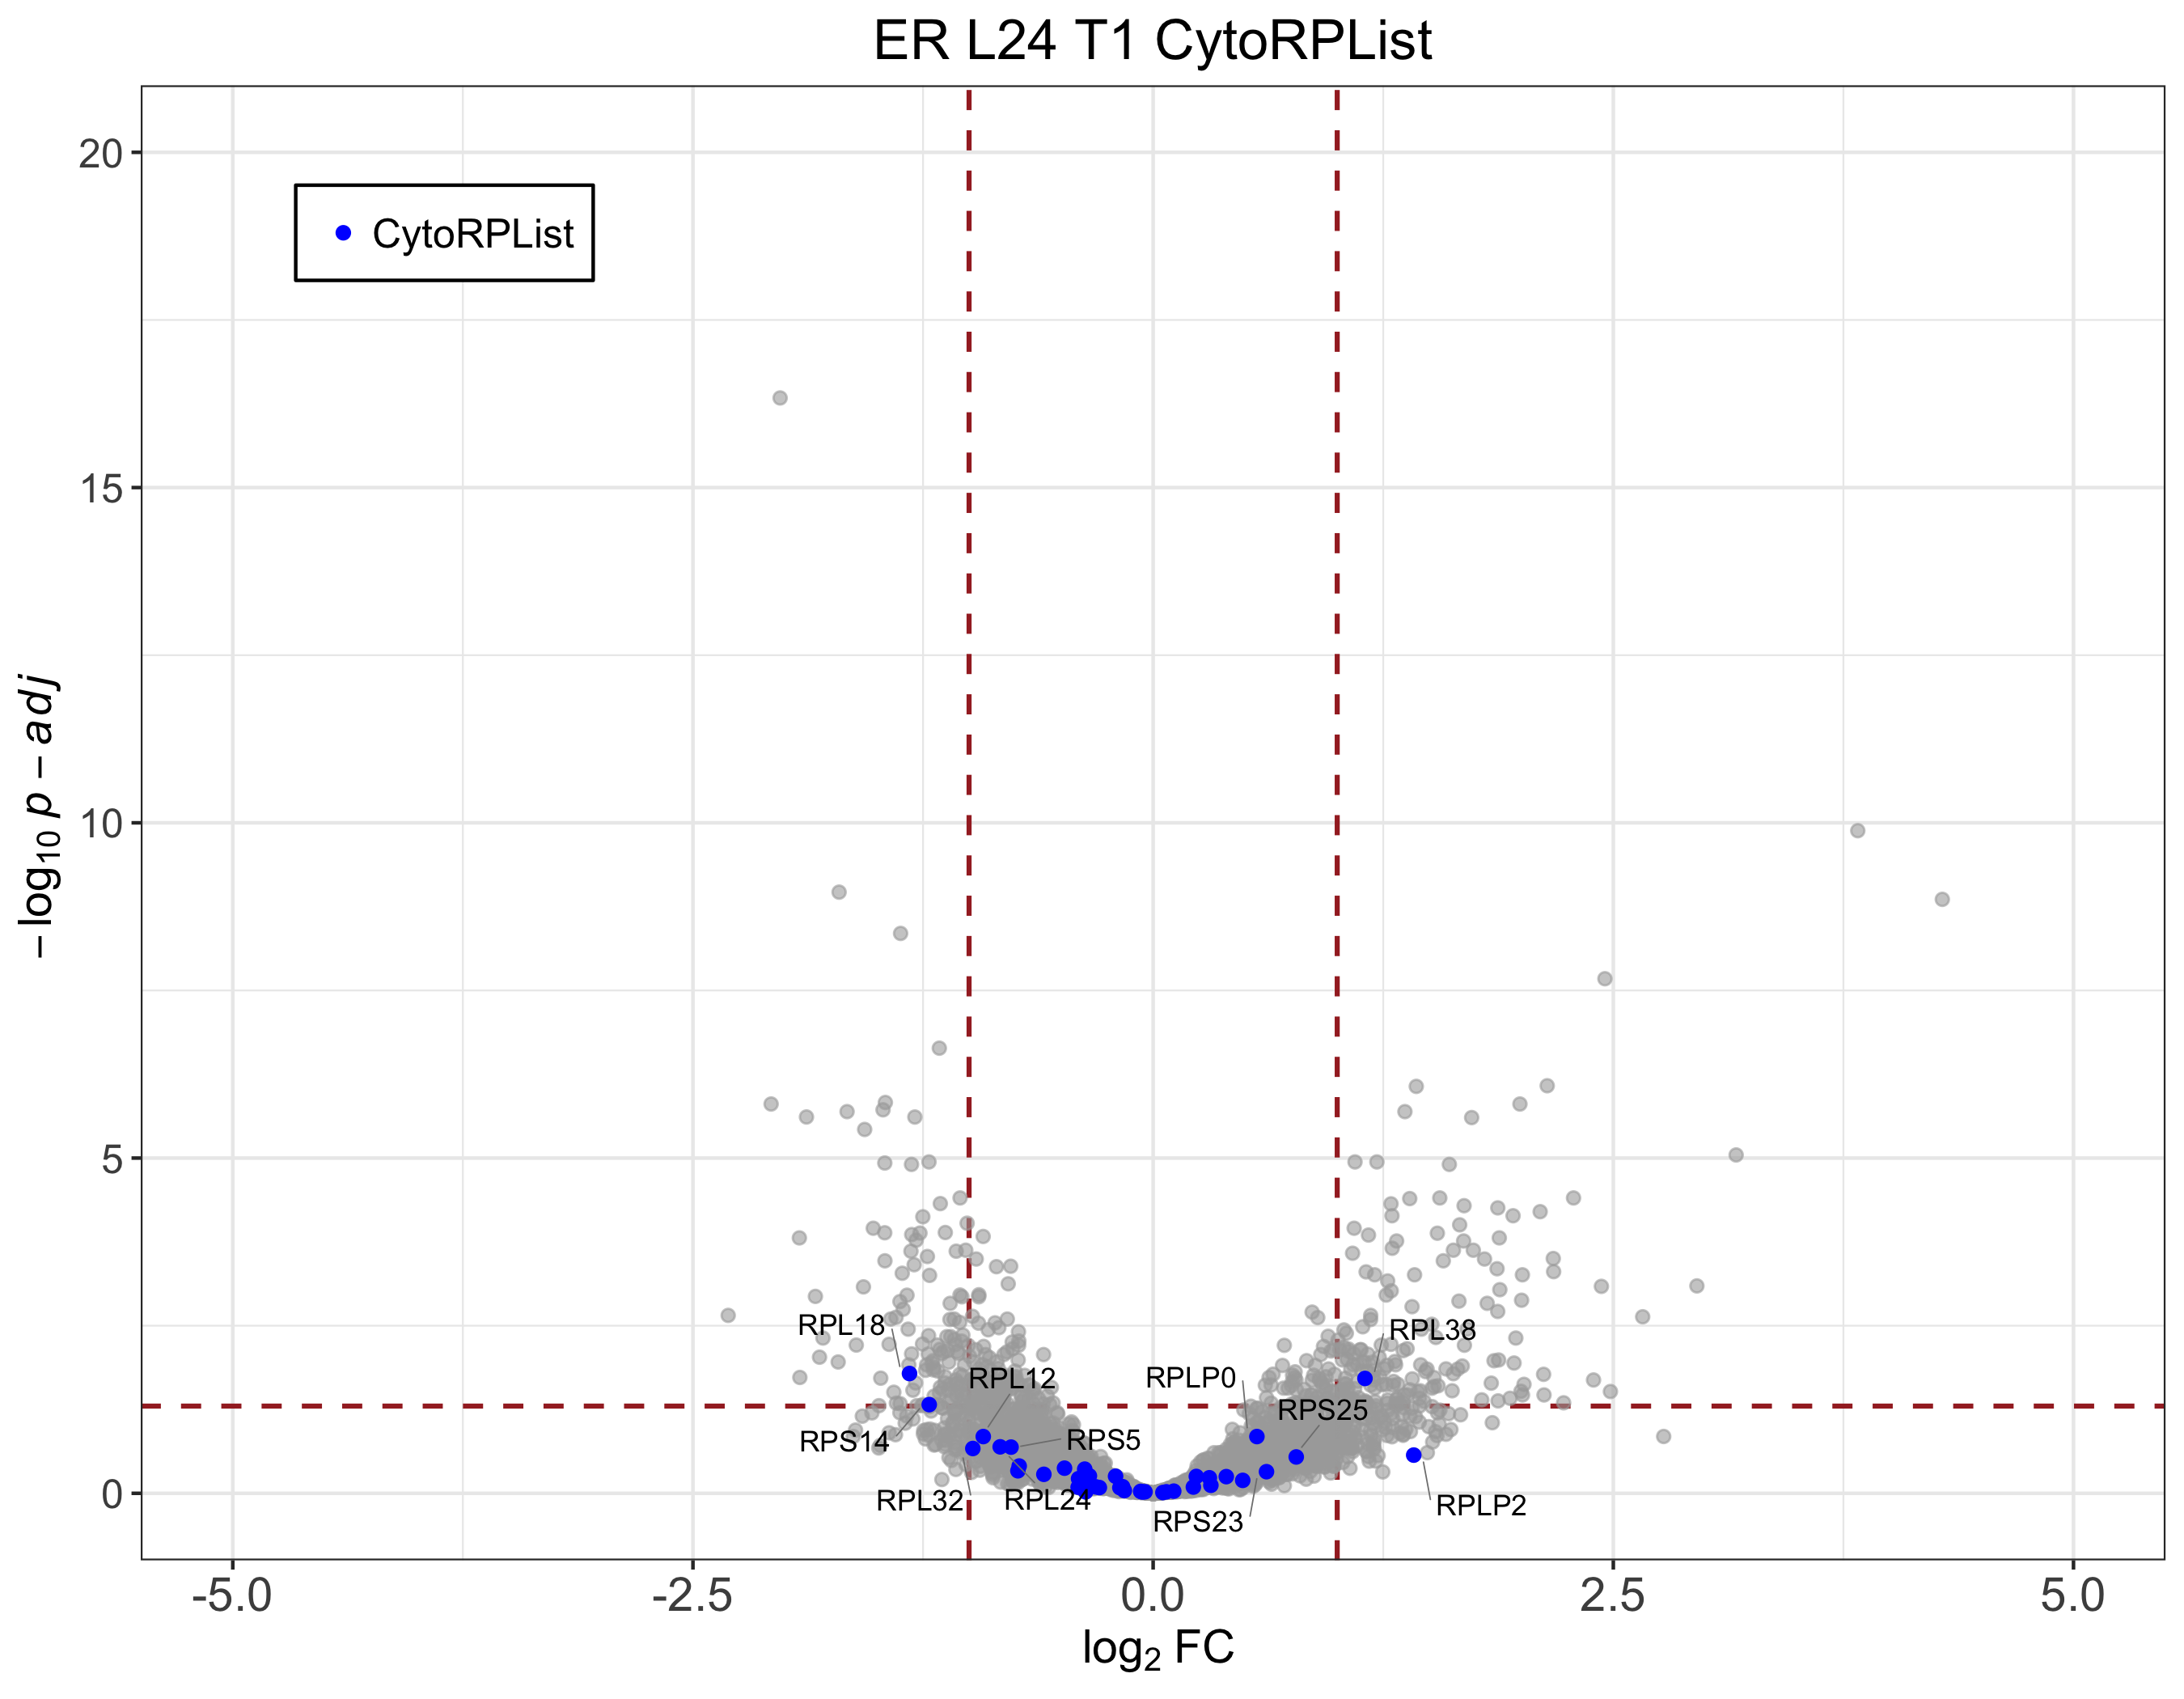 ER L24 T1 CytoRPList
CytoRPList
20
15
10
5
0
−log10 p − adj
RPL18
RPL38
RPL12
RPLP0
RPS25
RPS14
RPS5
RPL32
RPL24
RPS23
RPLP2
-5.0
-2.5
0.0
2.5
5.0
log2 FC